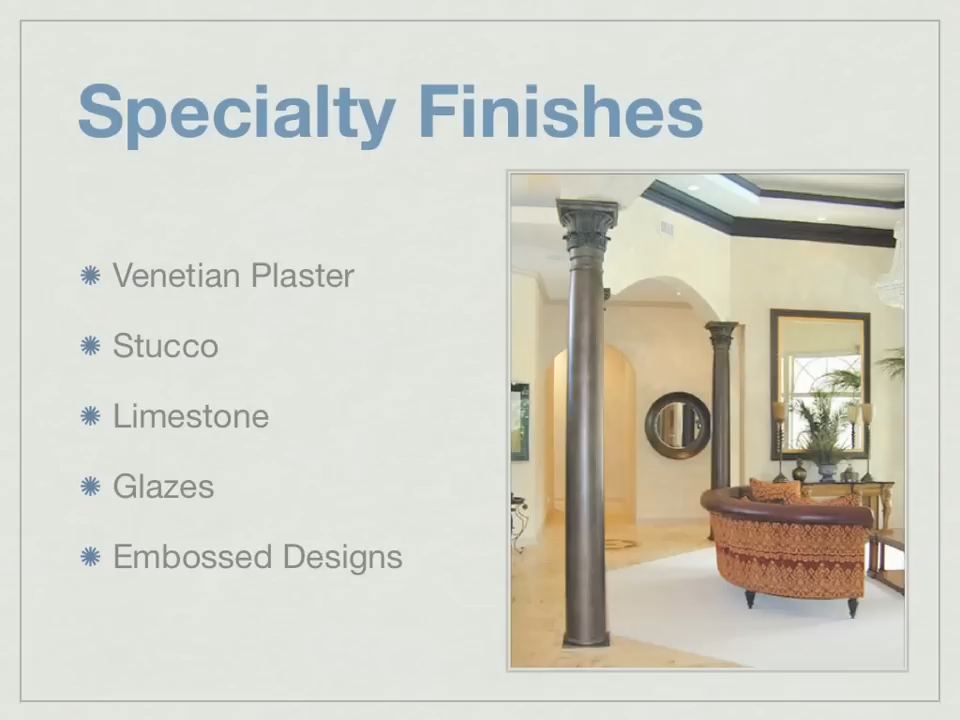 Specialty Finishes
Venetian Plaster
Stucco
Limestone
Glazes
Embossed Designs